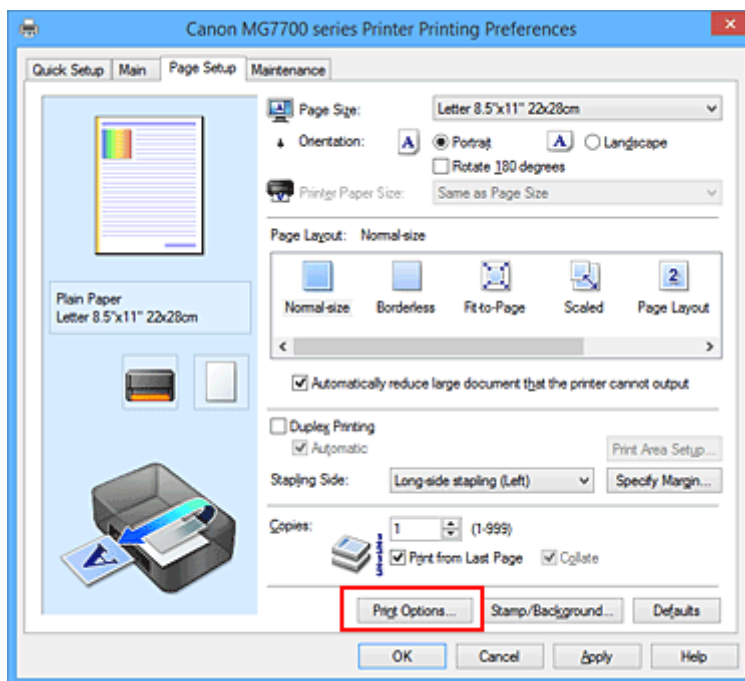 Canon MG7700 series Printer Printing Preferences
Quick Setup Main Page Setup Maintenance
Page Size: Letter 8.5"x11" 22x28cm
Orientation: A Portrait A Landscape
Rotate 180 degrees
Printer Paper Size: Same as Page Size
Page Layout: Normal-size
2
Normal-size Borderless Fit-to-Page Scaled Page Layout
Plain Paper
Letter 8.5"x11" 22x28cm
Automatically reduce large document that the printer cannot output
Duplex Printing
Automatic
Print Area Setup...
Stapling Side: Long-side stapling (Left) Specify Margin...
Copies: 1 (1-999)
Print from Last Page Collate
A
Print Options... Stamp/Background... Defaults
OK Cancel Apply Help